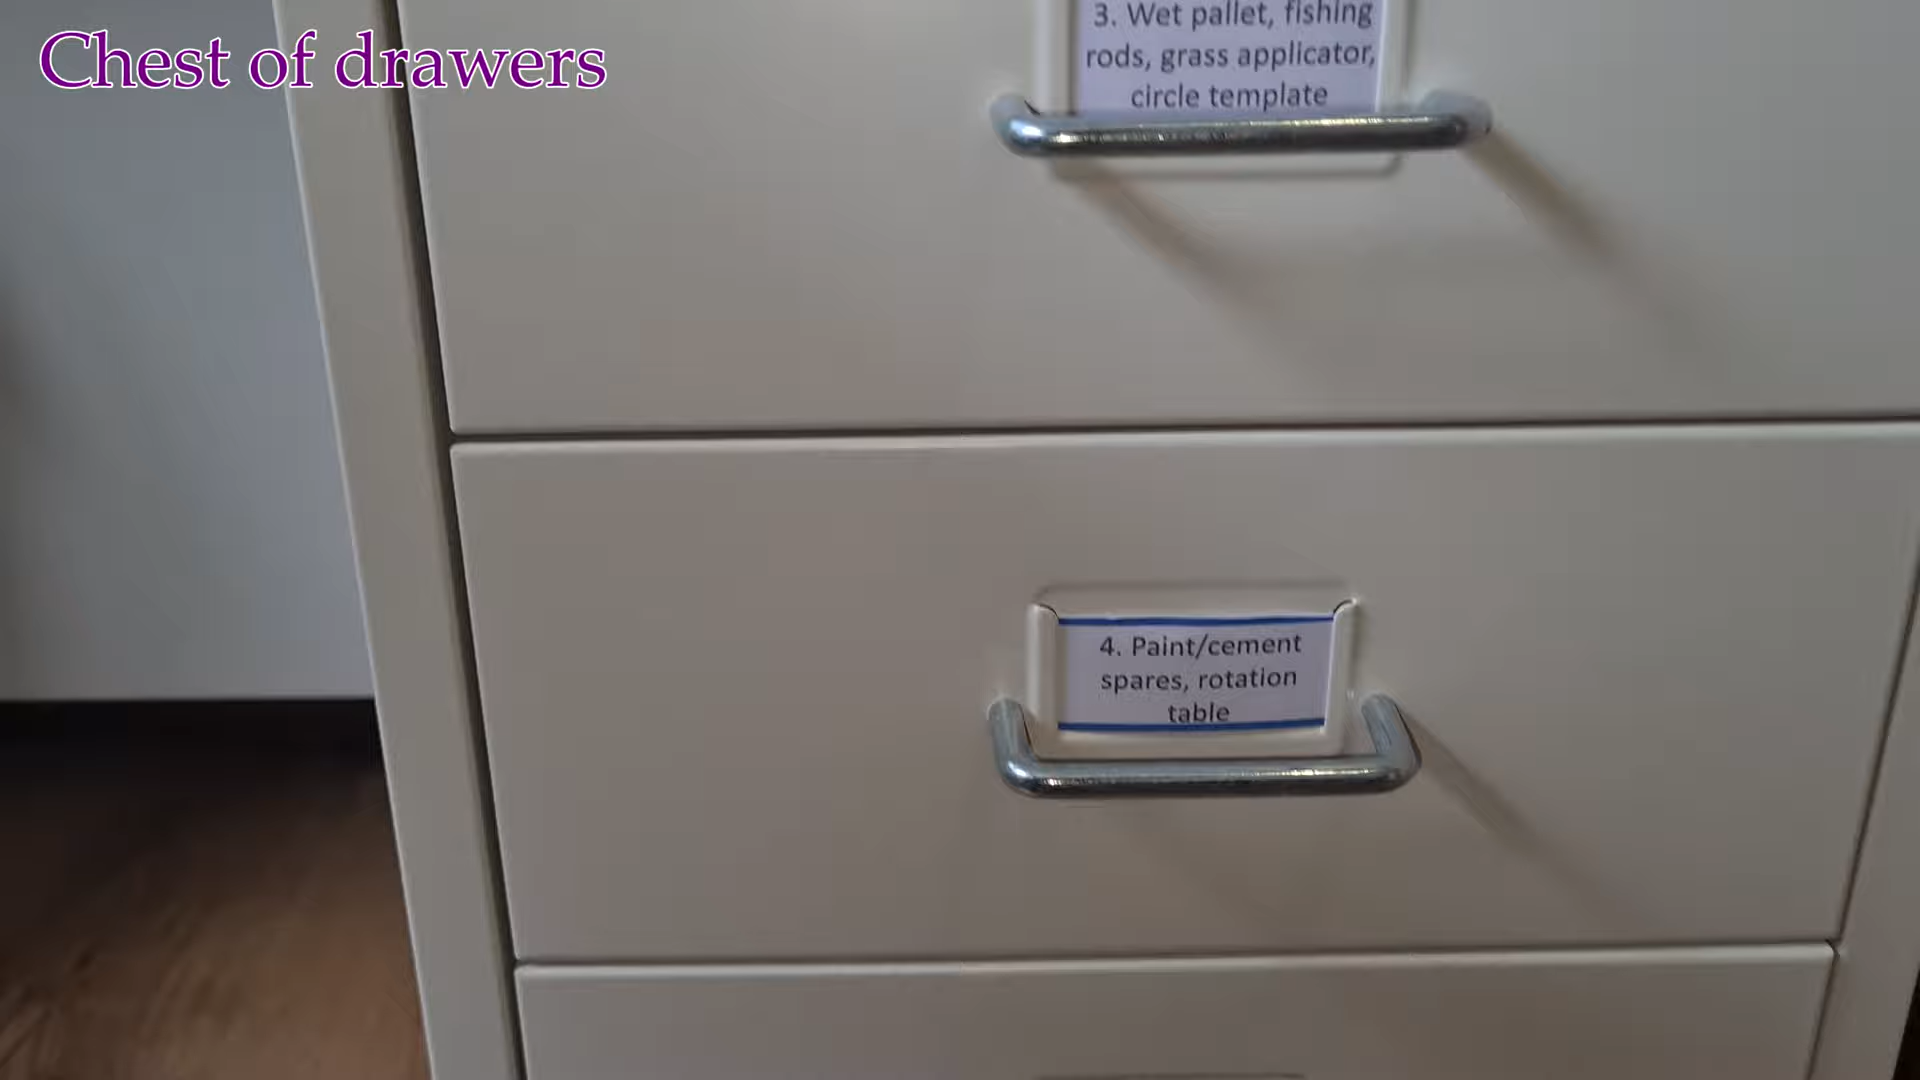 Chest of drawers
3. Wet pallet, fishing
rods, grass applicator,
circle template
4. Paint/cement
spares, rotation
table